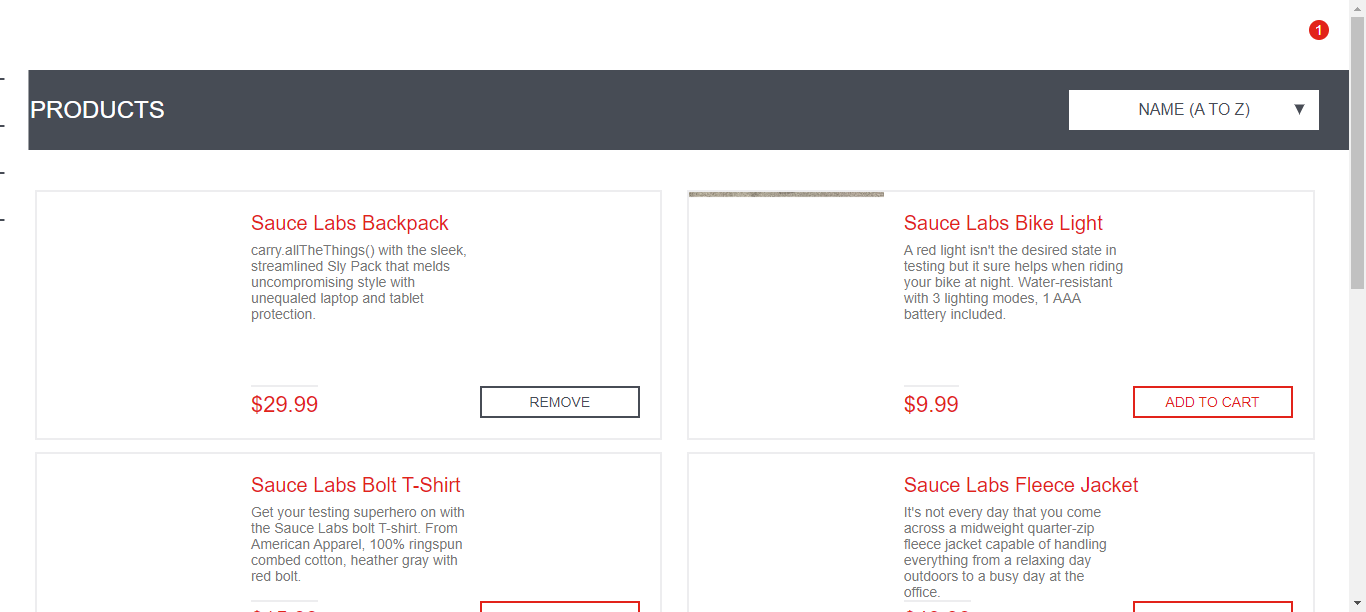 1
PRODUCTS
NAME (A TO Z) ▼
Sauce Labs Backpack
carry.allTheThings() with the sleek,
streamlined Sly Pack that melds
uncompromising style with
unequaled laptop and tablet
protection.
$29.99
REMOVE
Sauce Labs Bike Light
A red light isn't the desired state in
testing but it sure helps when riding
your bike at night. Water-resistant
with 3 lighting modes, 1 AAA
battery included.
$9.99
ADD TO CART
Sauce Labs Bolt T-Shirt
Get your testing superhero on with
the Sauce Labs bolt T-shirt. From
American Apparel, 100% ringspun
combed cotton, heather gray with
red bolt.
Sauce Labs Fleece Jacket
It's not every day that you come
across a midweight quarter-zip
fleece jacket capable of handling
everything from a relaxing day
outdoors to a busy day at the
office.